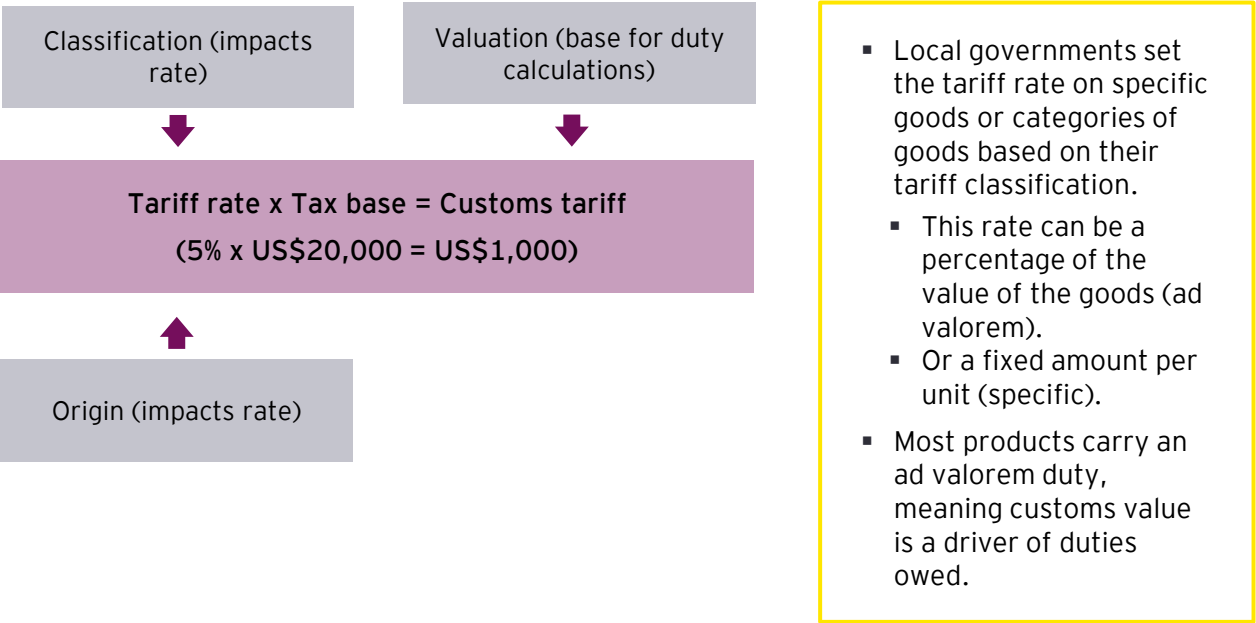 Classification (impacts
rate)
Valuation (base for duty
calculations)
Tariff rate x Tax base = Customs tariff
(5% x US$20,000 = US$1,000)
Origin (impacts rate)
▪ Local governments set
the tariff rate on specific
goods or categories of
goods based on their
tariff classification.
▪ This rate can be a
percentage of the
value of the goods (ad
valorem).
▪ Or a fixed amount per
unit (specific).
▪ Most products carry an
ad valorem duty,
meaning customs value
is a driver of duties
owed.